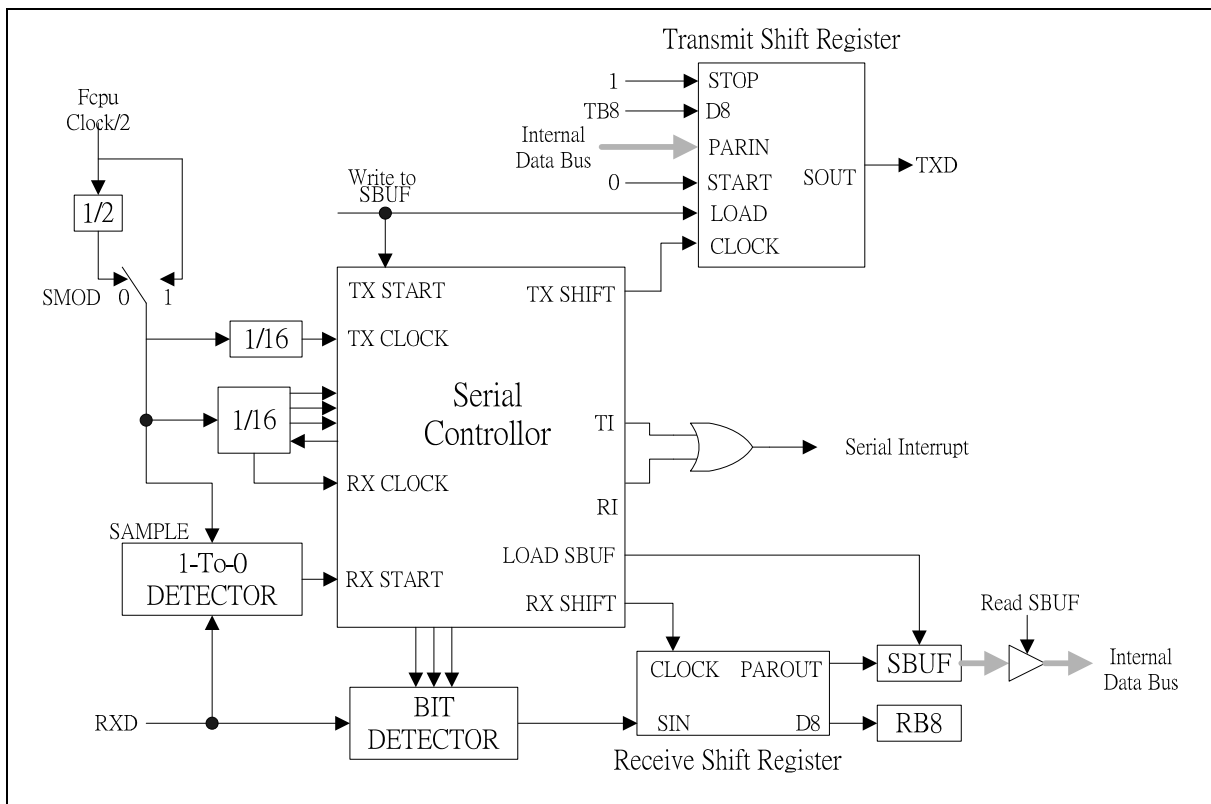 Transmit Shift Register
1
STOP
TB8
D8
Internal
Data Bus
PARIN
SOUT
TXD
0
START
LOAD
CLOCK
Fcpu
Clock/2
1/2
SMOD 0 1
Write to
SBUF
TX START
TX SHIFT
1/16
TX CLOCK
1/16
Serial
Controllor
TI
Serial Interrupt
RX CLOCK
RI
SAMPLE
1-To-0
DETECTOR
RX START
LOAD SBUF
RX SHIFT
Read SBUF
CLOCK
PAROUT
SBUF
Internal
Data Bus
RXD
BIT
DETECTOR
SIN
D8
RB8
Receive Shift Register